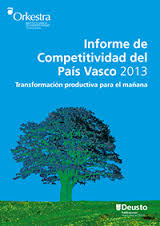 Orkestra
Informe de
Competitividad del
País Vasco 2013
Transformación productiva para el mañana
Deusto